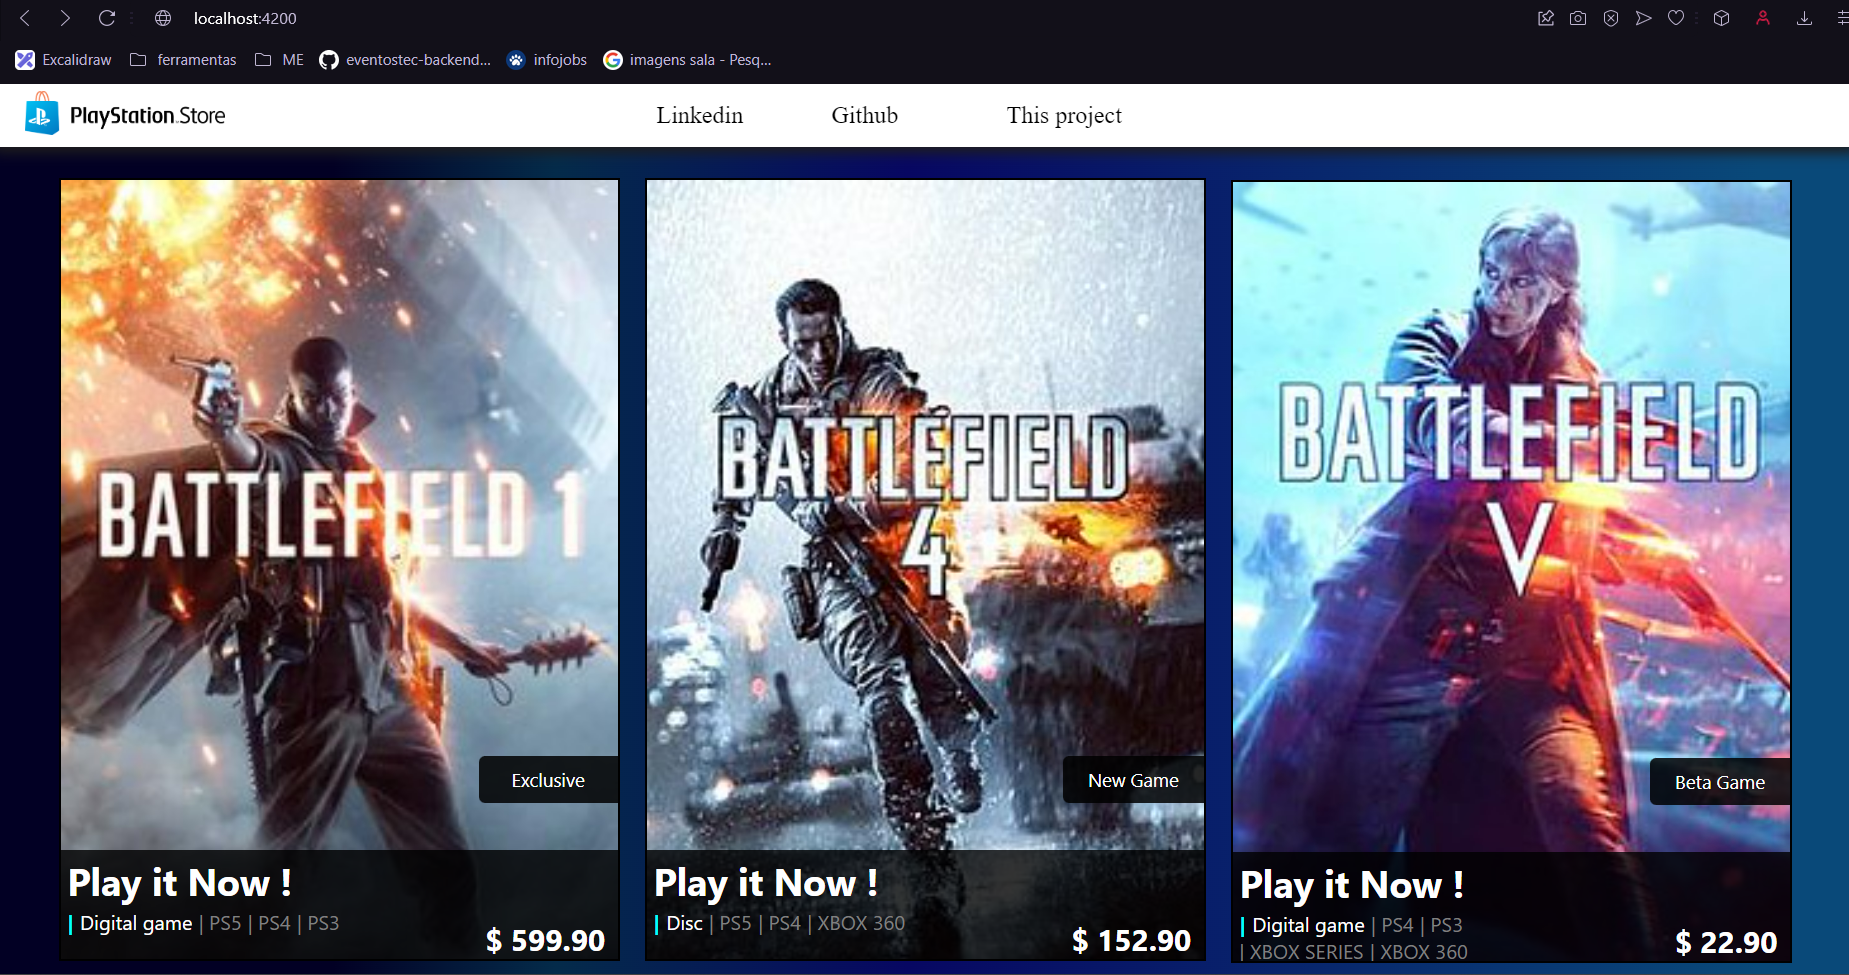 localhost:4200
Excalidraw ferramentas ME eventostec-backend... infojobs imagens sala - Pesq...
PlayStation Store Linkedin Github This project
BATTLEFIELD 1
Exclusive
Play it Now !
| Digital game | PS5 | PS4 | PS3
$ 599.90
BATTLEFIELD
4
New Game
Play it Now !
| Disc | PS5 | PS4 | XBOX 360
$ 152.90
BATTLEFIELD
V
Beta Game
Play it Now !
| Digital game | PS4 | PS3
| XBOX SERIES | XBOX 360
$ 22.90